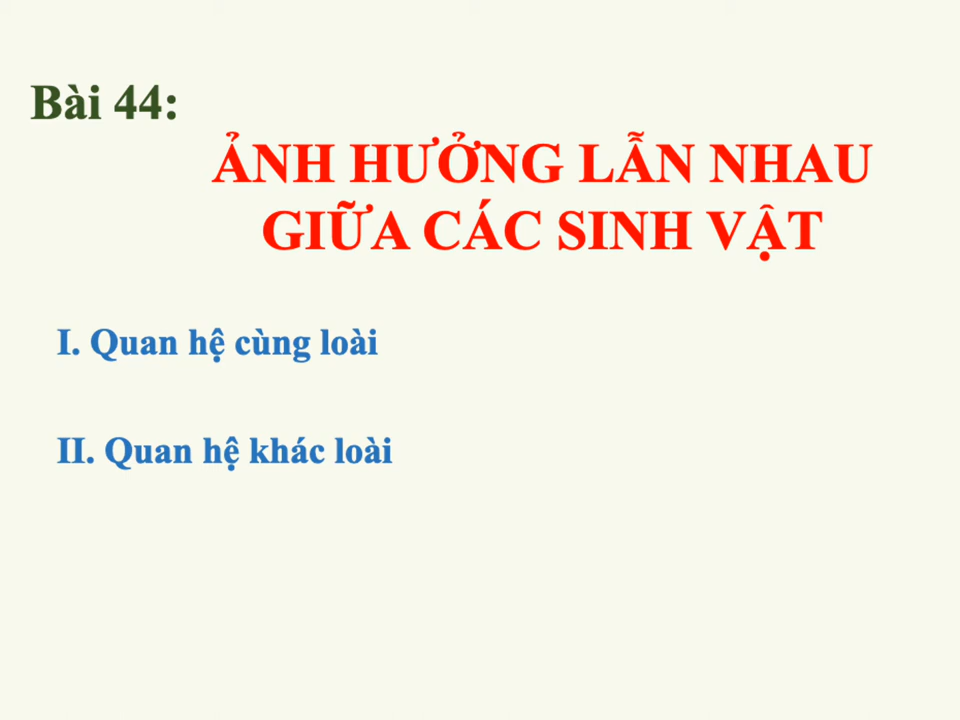 Bài 44:
ẢNH HƯỞNG LẪN NHAU
GIỮA CÁC SINH VẬT
I. Quan hệ cùng loài
II. Quan hệ khác loài